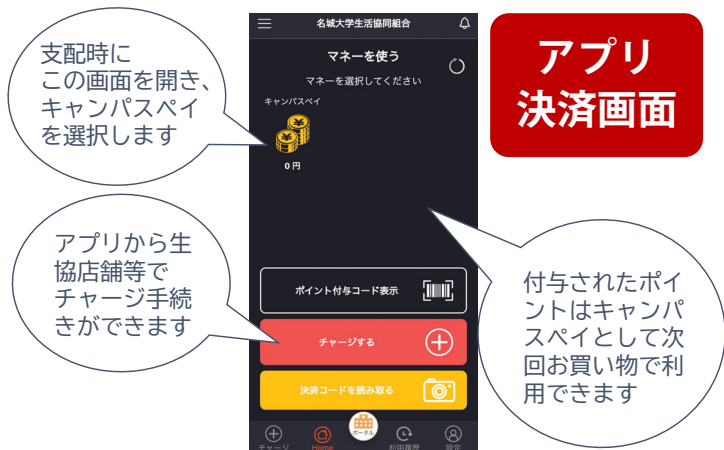 支配時に
この画面を開き、
キャンパスペイ
を選択します
名城大学生活協同組合
マネーを使う
マネーを選択してください
キャンパスペイ
0 円
アプリ
決済画面
アプリから生
協店舗等で
チャージ手続
きができます
ポイント付与コード表示
チャージする
決済コードを読み取る
付与されたポイ
ントはキャンパ
スペイとして次
回お買い物で利
用できます
チャージ
Home
ポータル
利用履歴
設定